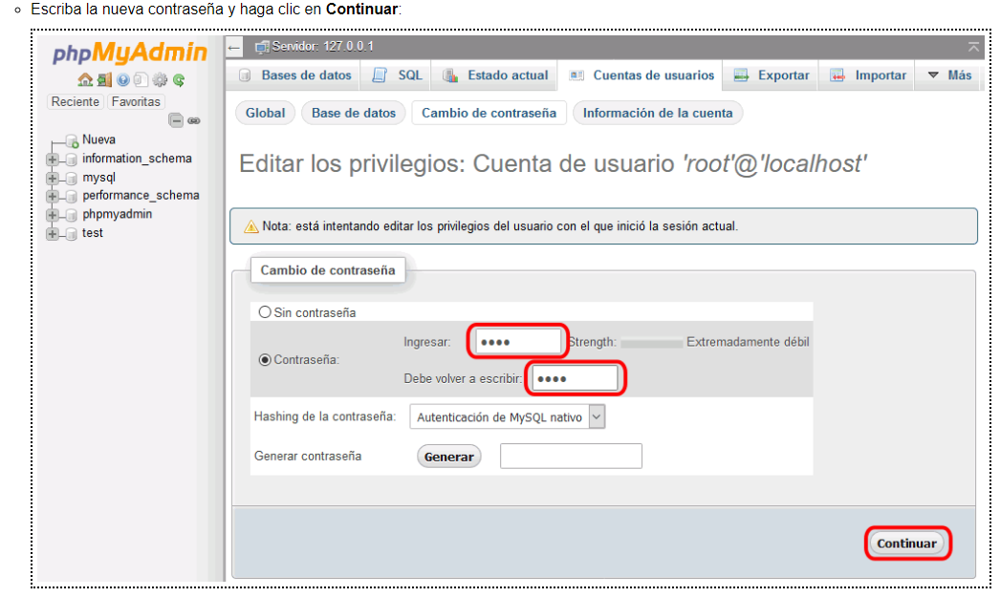 Escriba la nueva contraseña y haga clic en Continuar:
phpMyAdmin
Servidor: 127.0.0.1
Bases de datos SQL Estado actual Cuentas de usuarios Exportar Importar Más
Reciente Favoritas
Nueva
information_schema
mysql
performance_schema
phpmyadmin
test
Global Base de datos Cambio de contraseña Información de la cuenta
Editar los privilegios: Cuenta de usuario 'root'@'localhost'
Nota: está intentando editar los privilegios del usuario con el que inició la sesión actual.
Cambio de contraseña
Sin contraseña
Contraseña:
Ingresar: •••• Strength: Extremadamente débil
Debe volver a escribir: ••••
Hashing de la contraseña: Autenticación de MySQL nativo
Generar contraseña Generar
Continuar